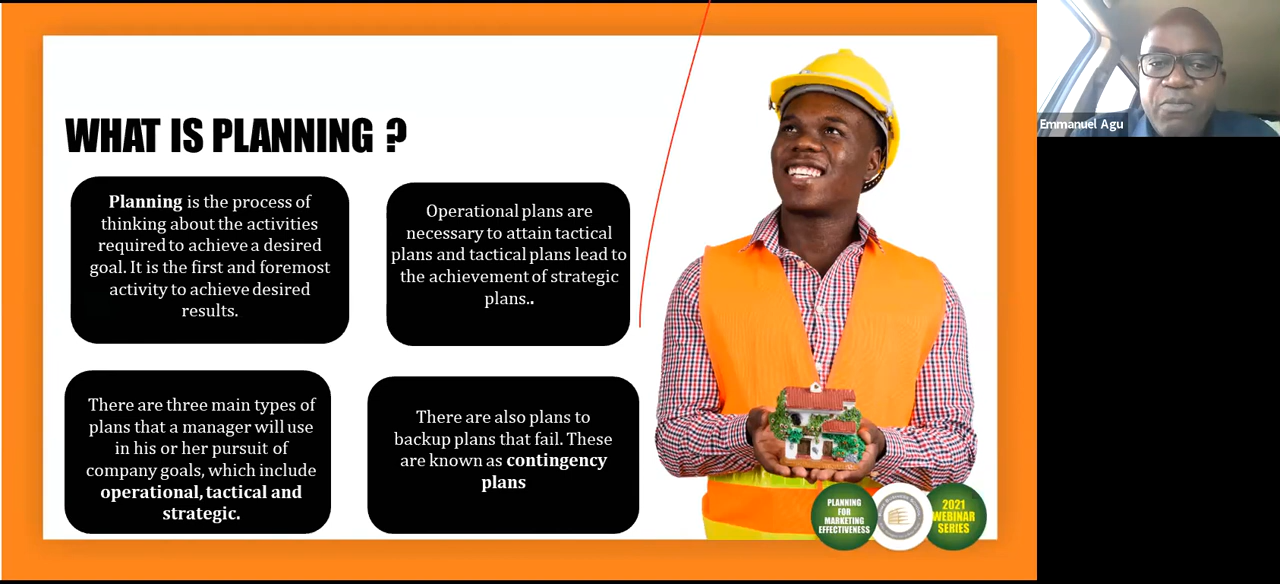 WHAT IS PLANNING ?
Planning is the process of
thinking about the activities
required to achieve a desired
goal. It is the first and foremost
activity to achieve desired
results.
Operational plans are
necessary to attain tactical
plans and tactical plans lead to
the achievement of strategic
plans..
There are three main types of
plans that a manager will use
in his or her pursuit of
company goals, which include
operational, tactical and
strategic.
There are also plans to
backup plans that fail. These
are known as contingency
plans
PLANNING
FOR
MARKETING
EFFECTIVENESS
2021
WEBINAR
SERIES
Emmanuel Agu